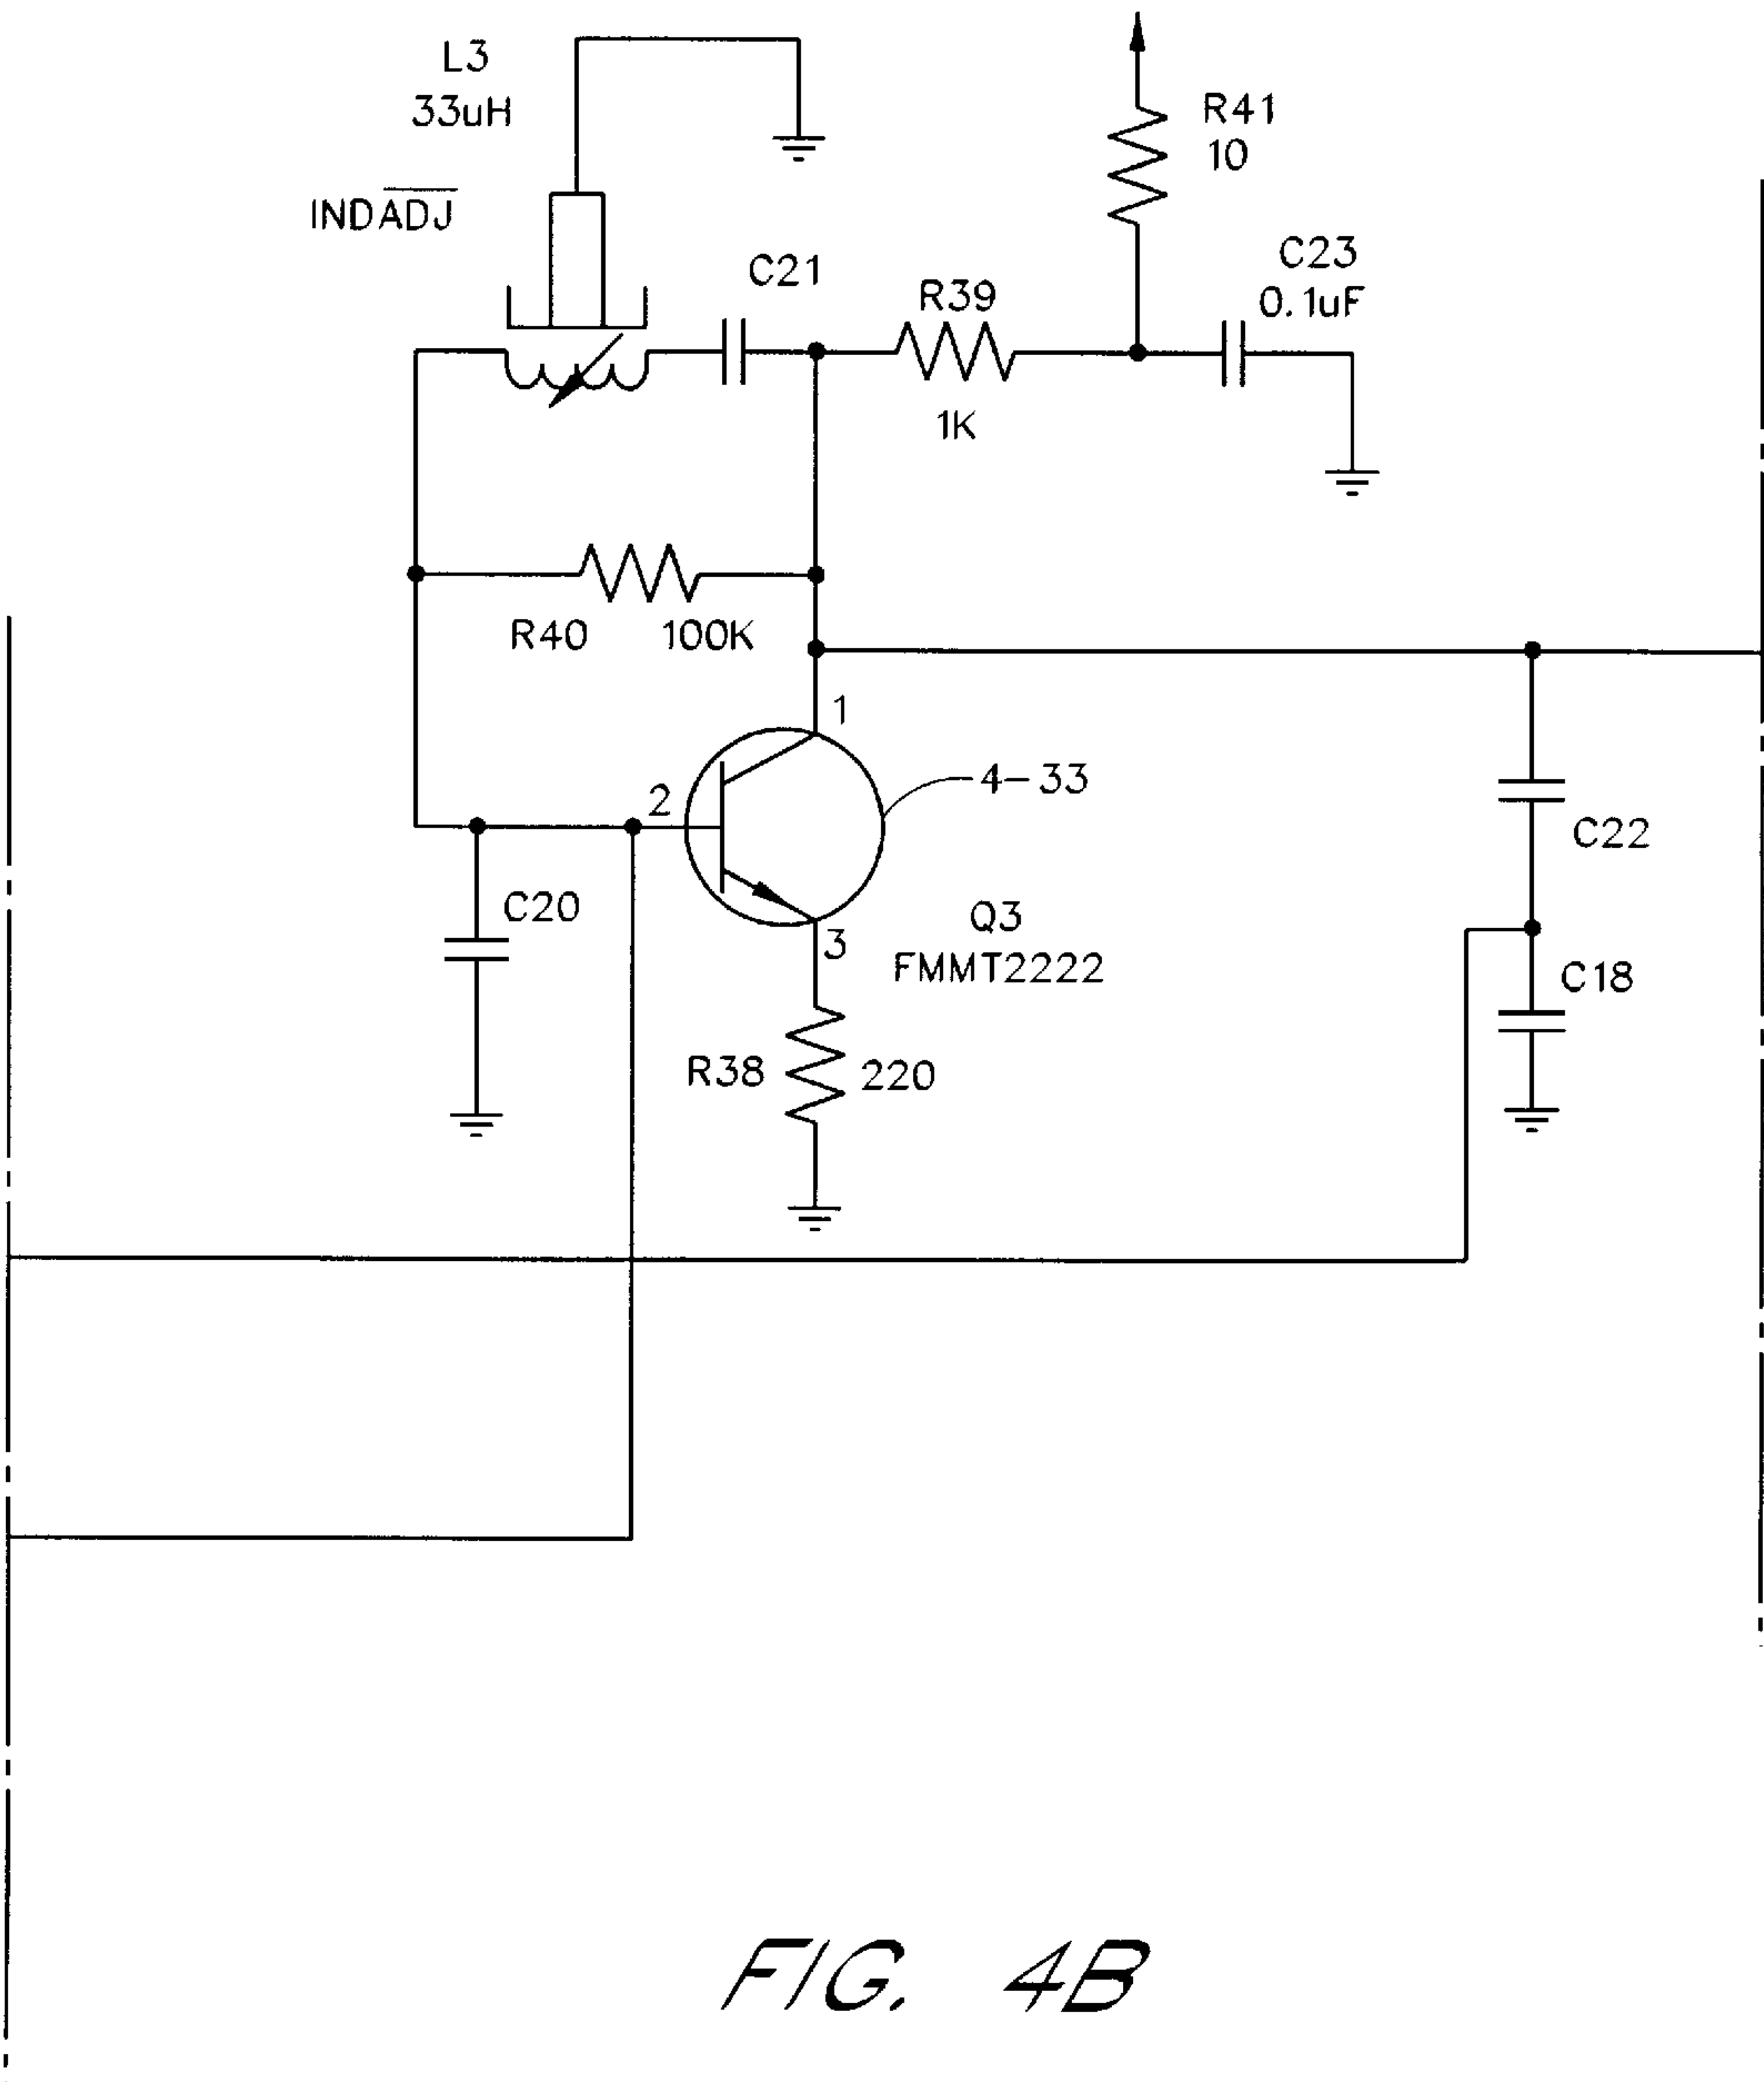 L3
33uH
INDADJ
C21
R39
1K
R41
10
C23
0.1uF
R40
100K
1
2
3
4-33
C20
Q3
FMMT2222
R38
220
C22
C18
FIG. 4B